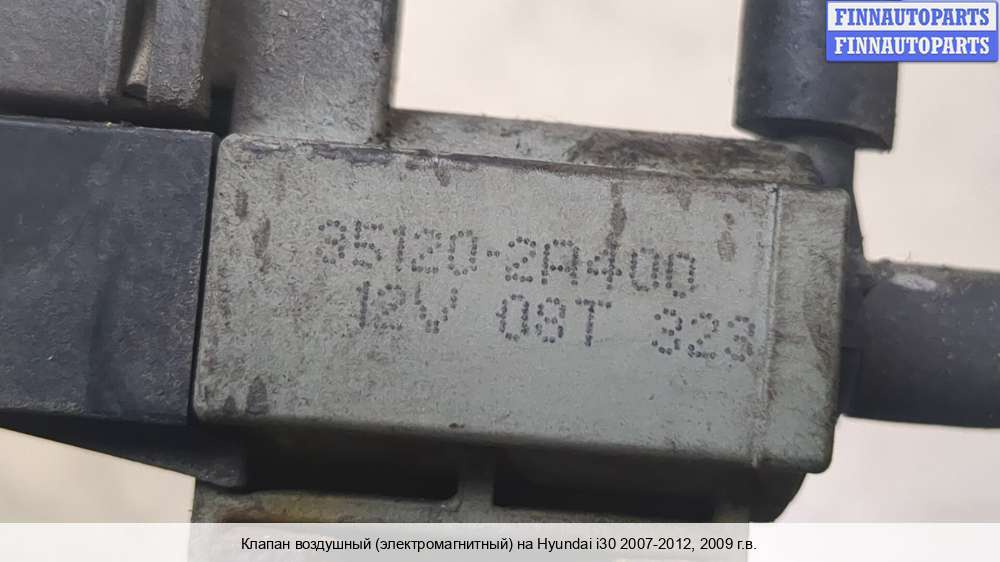 FINNAUTOPARTS
FINNAUTOPARTS
35120-2A400
12V 08T 323
Клапан воздушный (электромагнитный) на Hyundai i30 2007-2012, 2009 г.в.